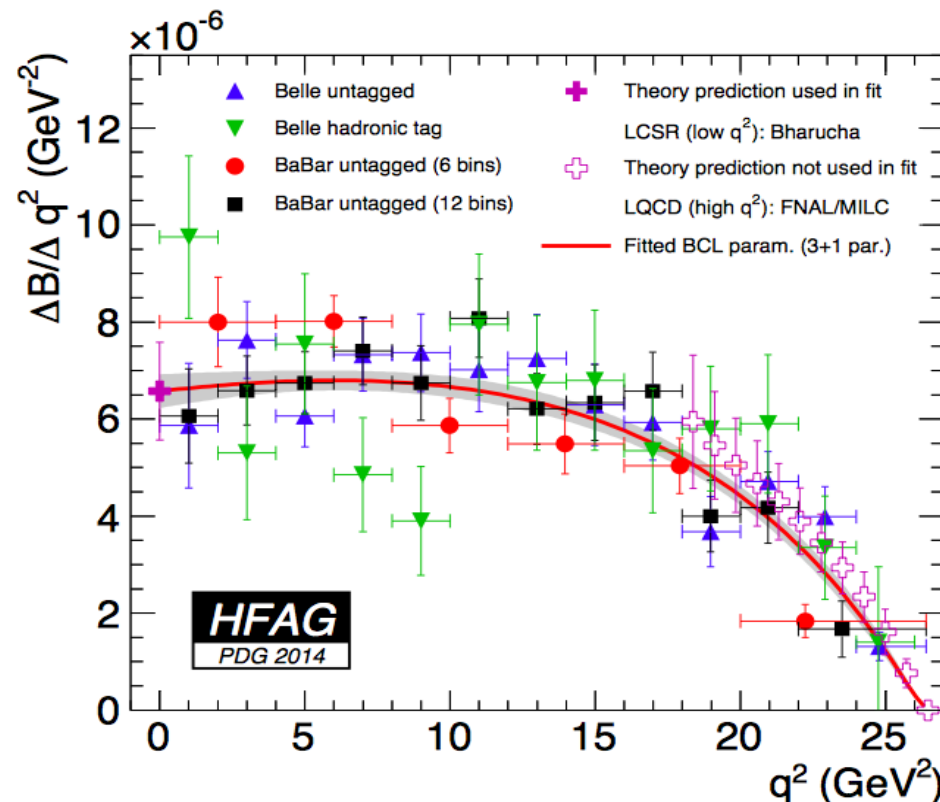 ×10⁻⁶
ΔB/Δ q² (GeV⁻²)
12
10
8
6
4
2
0
Belle untagged
Belle hadronic tag
BaBar untagged (6 bins)
BaBar untagged (12 bins)
Theory prediction used in fit
LCSR (low q²): Bharucha
Theory prediction not used in fit
LQCD (high q²): FNAL/MILC
Fitted BCL param. (3+1 par.)
HFAG
PDG 2014
0 5 10 15 20 25
q² (GeV²)